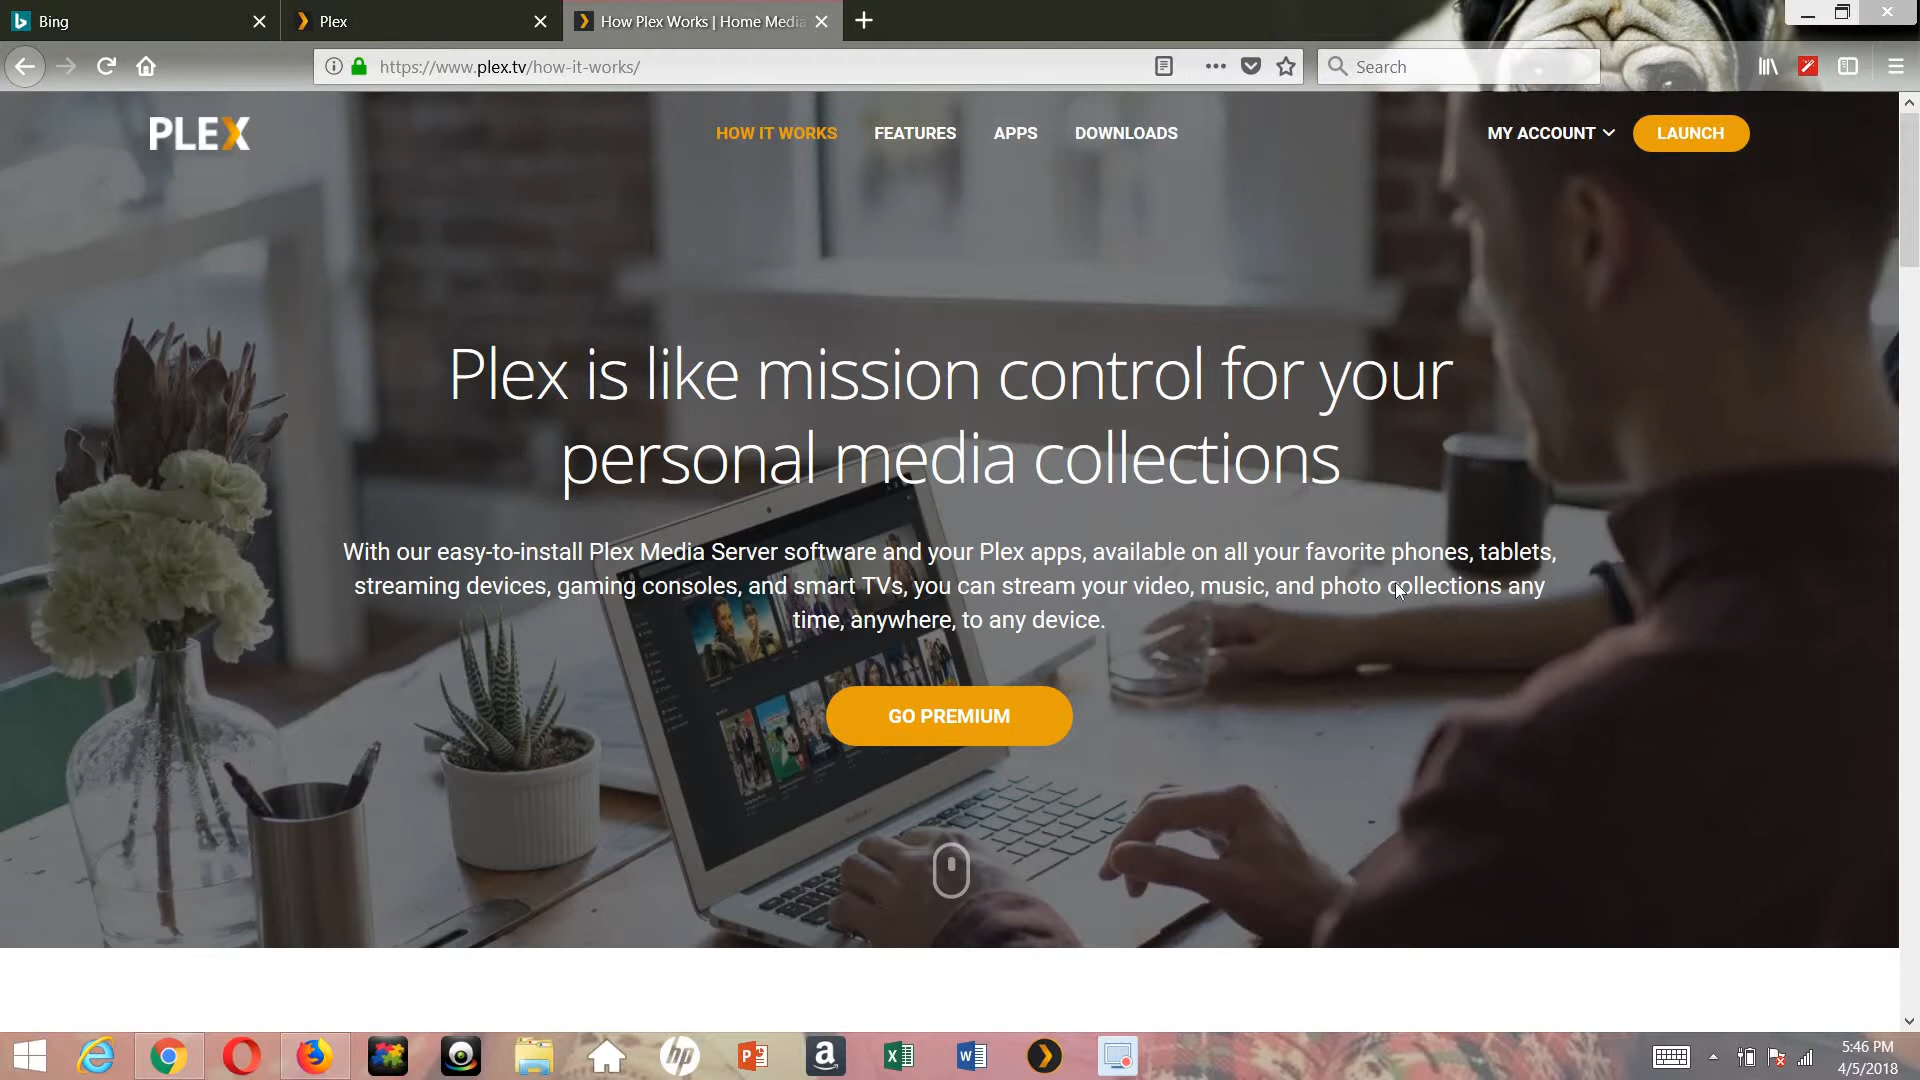 Bing
Plex
How Plex Works | Home Media
https://www.plex.tv/how-it-works/
Search
PLEX
HOW IT WORKS
FEATURES
APPS
DOWNLOADS
MY ACCOUNT
LAUNCH
Plex is like mission control for your
personal media collections
With our easy-to-install Plex Media Server software and your Plex apps, available on all your favorite phones, tablets,
streaming devices, gaming consoles, and smart TVs, you can stream your video, music, and photo collections any
time, anywhere, to any device.
GO PREMIUM
5:46 PM
4/5/2018